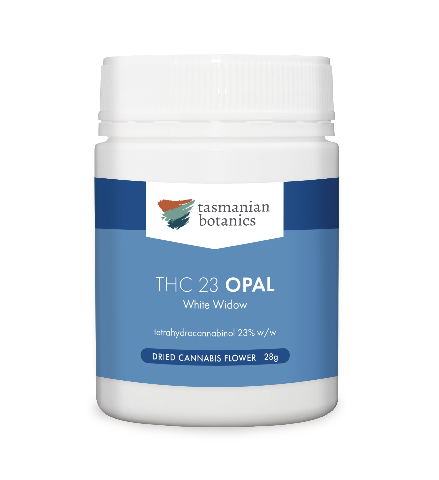 tasmanian
botanics
THC 23 OPAL
White Widow
tetrahydrocannabinol 23% w/w
DRIED CANNABIS FLOWER 28g